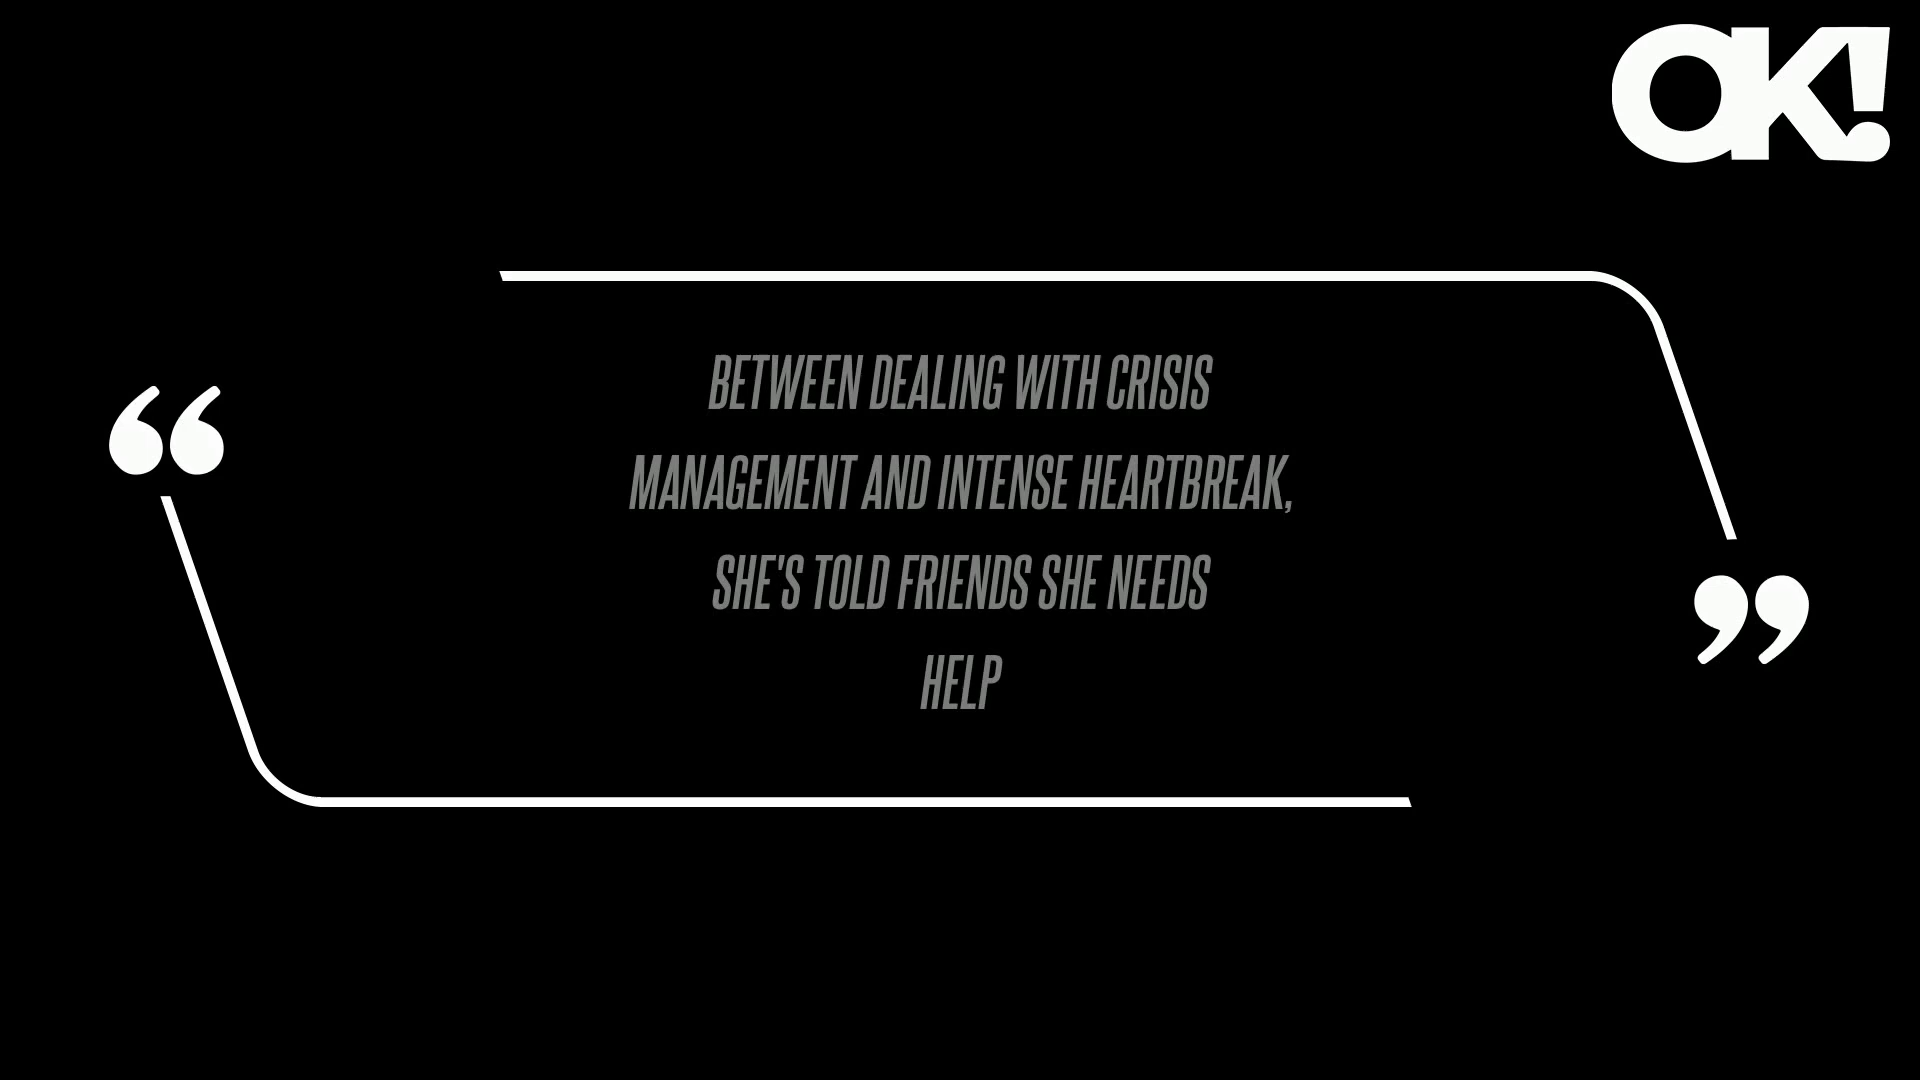 OK!
BETWEEN DEALING WITH CRISIS
MANAGEMENT AND INTENSE HEARTBREAK,
SHE'S TOLD FRIENDS SHE NEEDS
HELP